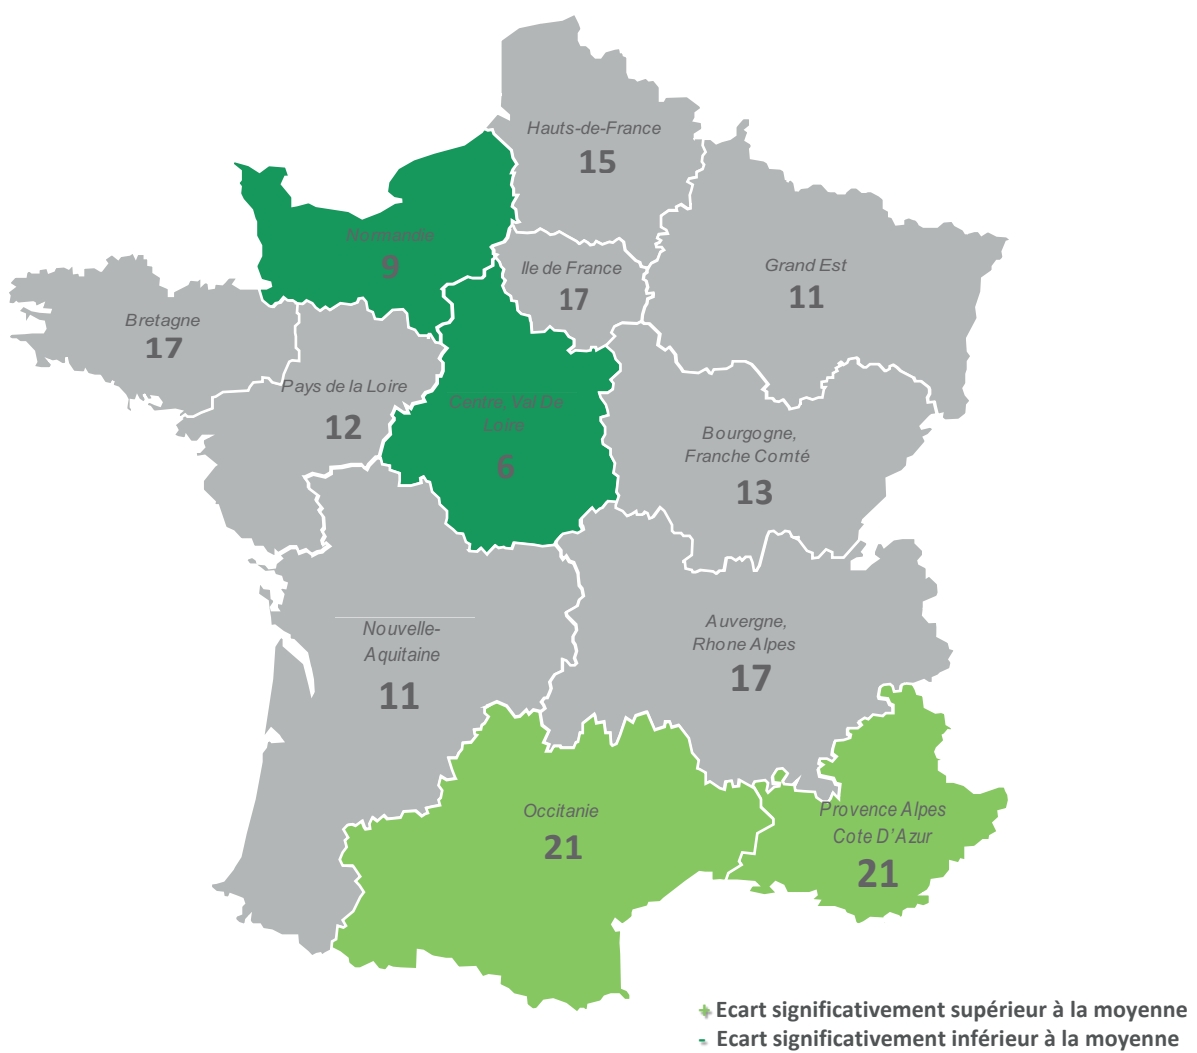 Hauts-de-France
15
Normandie
9
Ile de France
17
Grand Est
11
Bretagne
17
Pays de la Loire
12
Centre, Val De
Loire
6
Bourgogne,
Franche Comté
13
Nouvelle-
Aquitaine
11
Auvergne,
Rhone Alpes
17
Occitanie
21
Provence Alpes
Cote D'Azur
21
+ Ecart significativement supérieur à la moyenne
- Ecart significativement inférieur à la moyenne